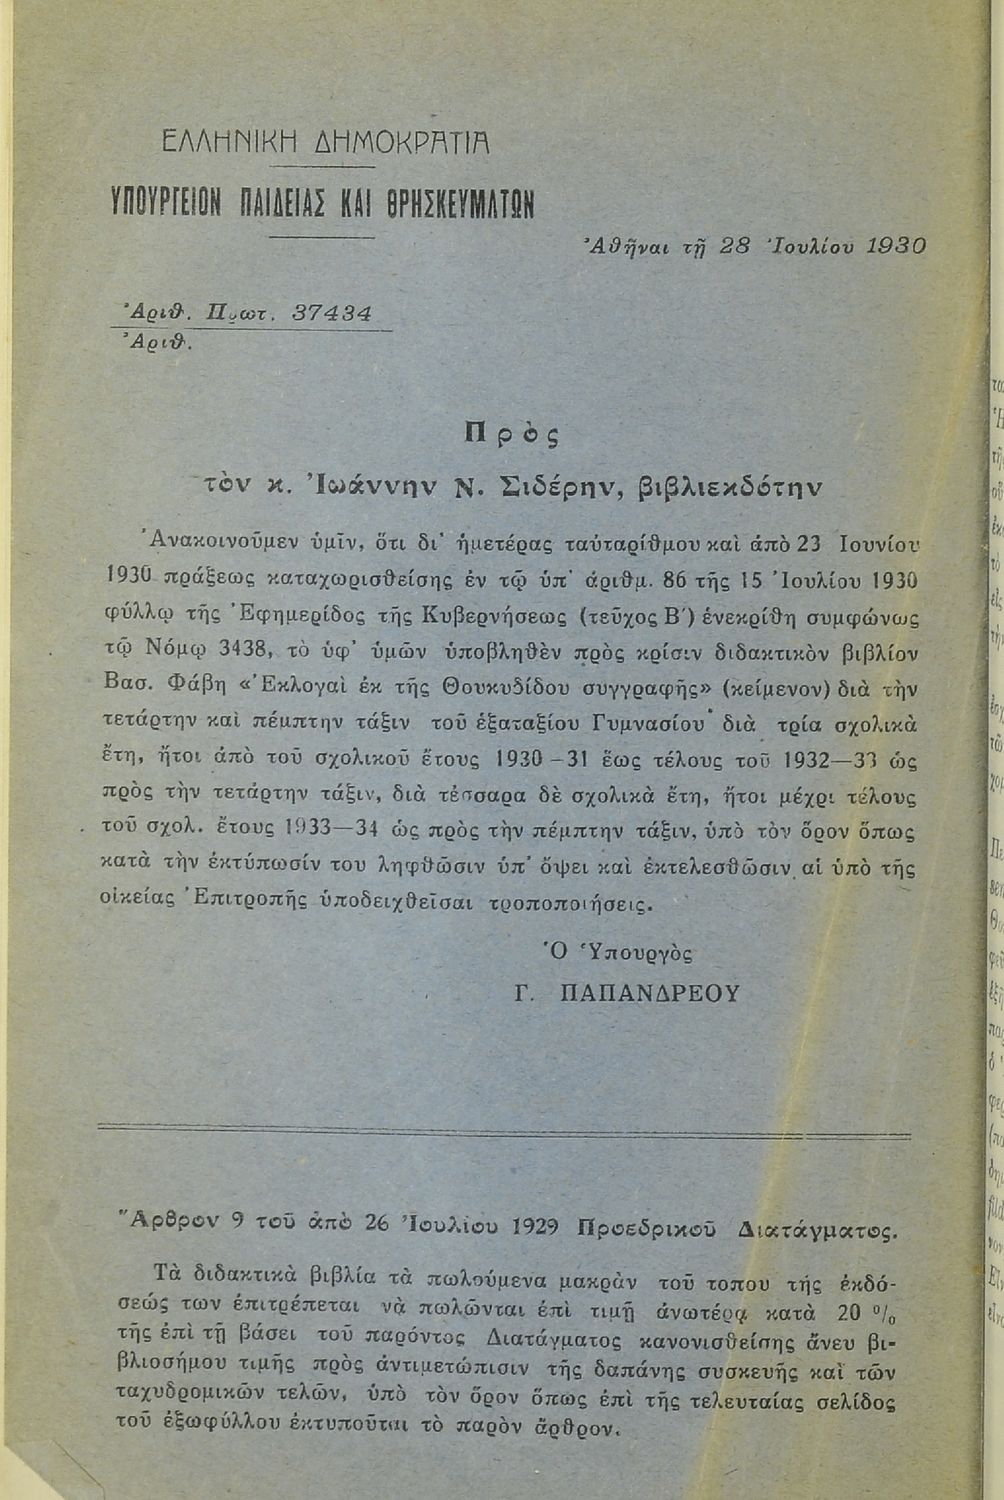 ΕΛΛΗΝΙΚΗ ΔΗΜΟΚΡΑΤΙΑ
ΥΠΟΥΡΓΕΙΟΝ ΠΑΙΔΕΙΑΣ ΚΑΙ ΘΡΗΣΚΕΥΜΑΤΩΝ
Ἀθῆναι τῇ 28 Ἰουλίου 1930
Ἀριθ. Πρωτ. 37434
Ἀριθ.
Πρὸς
τὸν κ. Ἰωάννην Ν. Σιδέρην, βιβλιεκδότην
Ἀνακοινοῦμεν ὑμῖν, ὅτι δι' ἡμετέρας ταὐταρίθμου καὶ ἀπὸ 23 Ιουνίου
1930 πράξεως καταχωρισθείσης ἐν τῷ ὑπ' ἀριθμ. 86 τῆς 15 Ἰουλίου 1930
φύλλῳ τῆς Ἐφημερίδος τῆς Κυβερνήσεως (τεῦχος Β') ἐνεκρίθη συμφώνως
τῷ Νόμῳ 3438, τὸ ὑφ' ὑμῶν ὑποβληθὲν πρὸς κρίσιν διδακτικὸν βιβλίον
Βασ. Φάβη «Ἐκλογαὶ ἐκ τῆς Θουκυδίδου συγγραφῆς» (κείμενον) διὰ τὴν
τετάρτην καὶ πέμπτην τάξιν τοῦ ἑξαταξίου Γυμνασίου· διὰ τρία σχολικὰ
ἔτη, ἤτοι ἀπὸ τοῦ σχολικοῦ ἔτους 1930-31 ἕως τέλους τοῦ 1932—33 ὡς
πρὸς τὴν τετάρτην τάξιν, διὰ τέσσαρα δὲ σχολικὰ ἔτη, ἤτοι μέχρι τέλους
τοῦ σχολ. ἔτους 1933—34 ὡς πρὸς τὴν πέμπτην τάξιν, ὑπὸ τὸν ὅρον ὅπως
κατὰ τὴν ἐκτύπωσίν του ληφθῶσιν ὑπ' ὄψει καὶ ἐκτελεσθῶσιν αἱ ὑπὸ τῆς
οἰκείας Ἐπιτροπῆς ὑποδειχθεῖσαι τροποποιήσεις.
Ὁ Ὑπουργὸς
Γ. ΠΑΠΑΝΔΡΕΟΥ
Ἄρθρον 9 τοῦ ἀπὸ 26 Ἰουλίου 1929 Προεδρικοῦ Διατάγματος.
Τὰ διδακτικὰ βιβλία τὰ πωλούμενα μακρὰν τοῦ τοπου τῆς ἐκδό-
σεώς των ἐπιτρέπεται νὰ πωλῶνται ἐπὶ τιμῇ ἀνωτέρᾳ κατὰ 20 %
τῆς ἐπὶ τῇ βάσει τοῦ παρόντος Διατάγματος κανονισθείσης ἄνευ βι-
βλιοσήμου τιμῆς πρὸς ἀντιμετώπισιν τῆς δαπάνης συσκευῆς καὶ τῶν
ταχυδρομικῶν τελῶν, ὑπὸ τὸν ὅρον ὅπως ἐπὶ τῆς τελευταίας σελίδος
τοῦ ἐξωφύλλου ἐκτυποῦται τὸ παρὸν ἄρθρον.